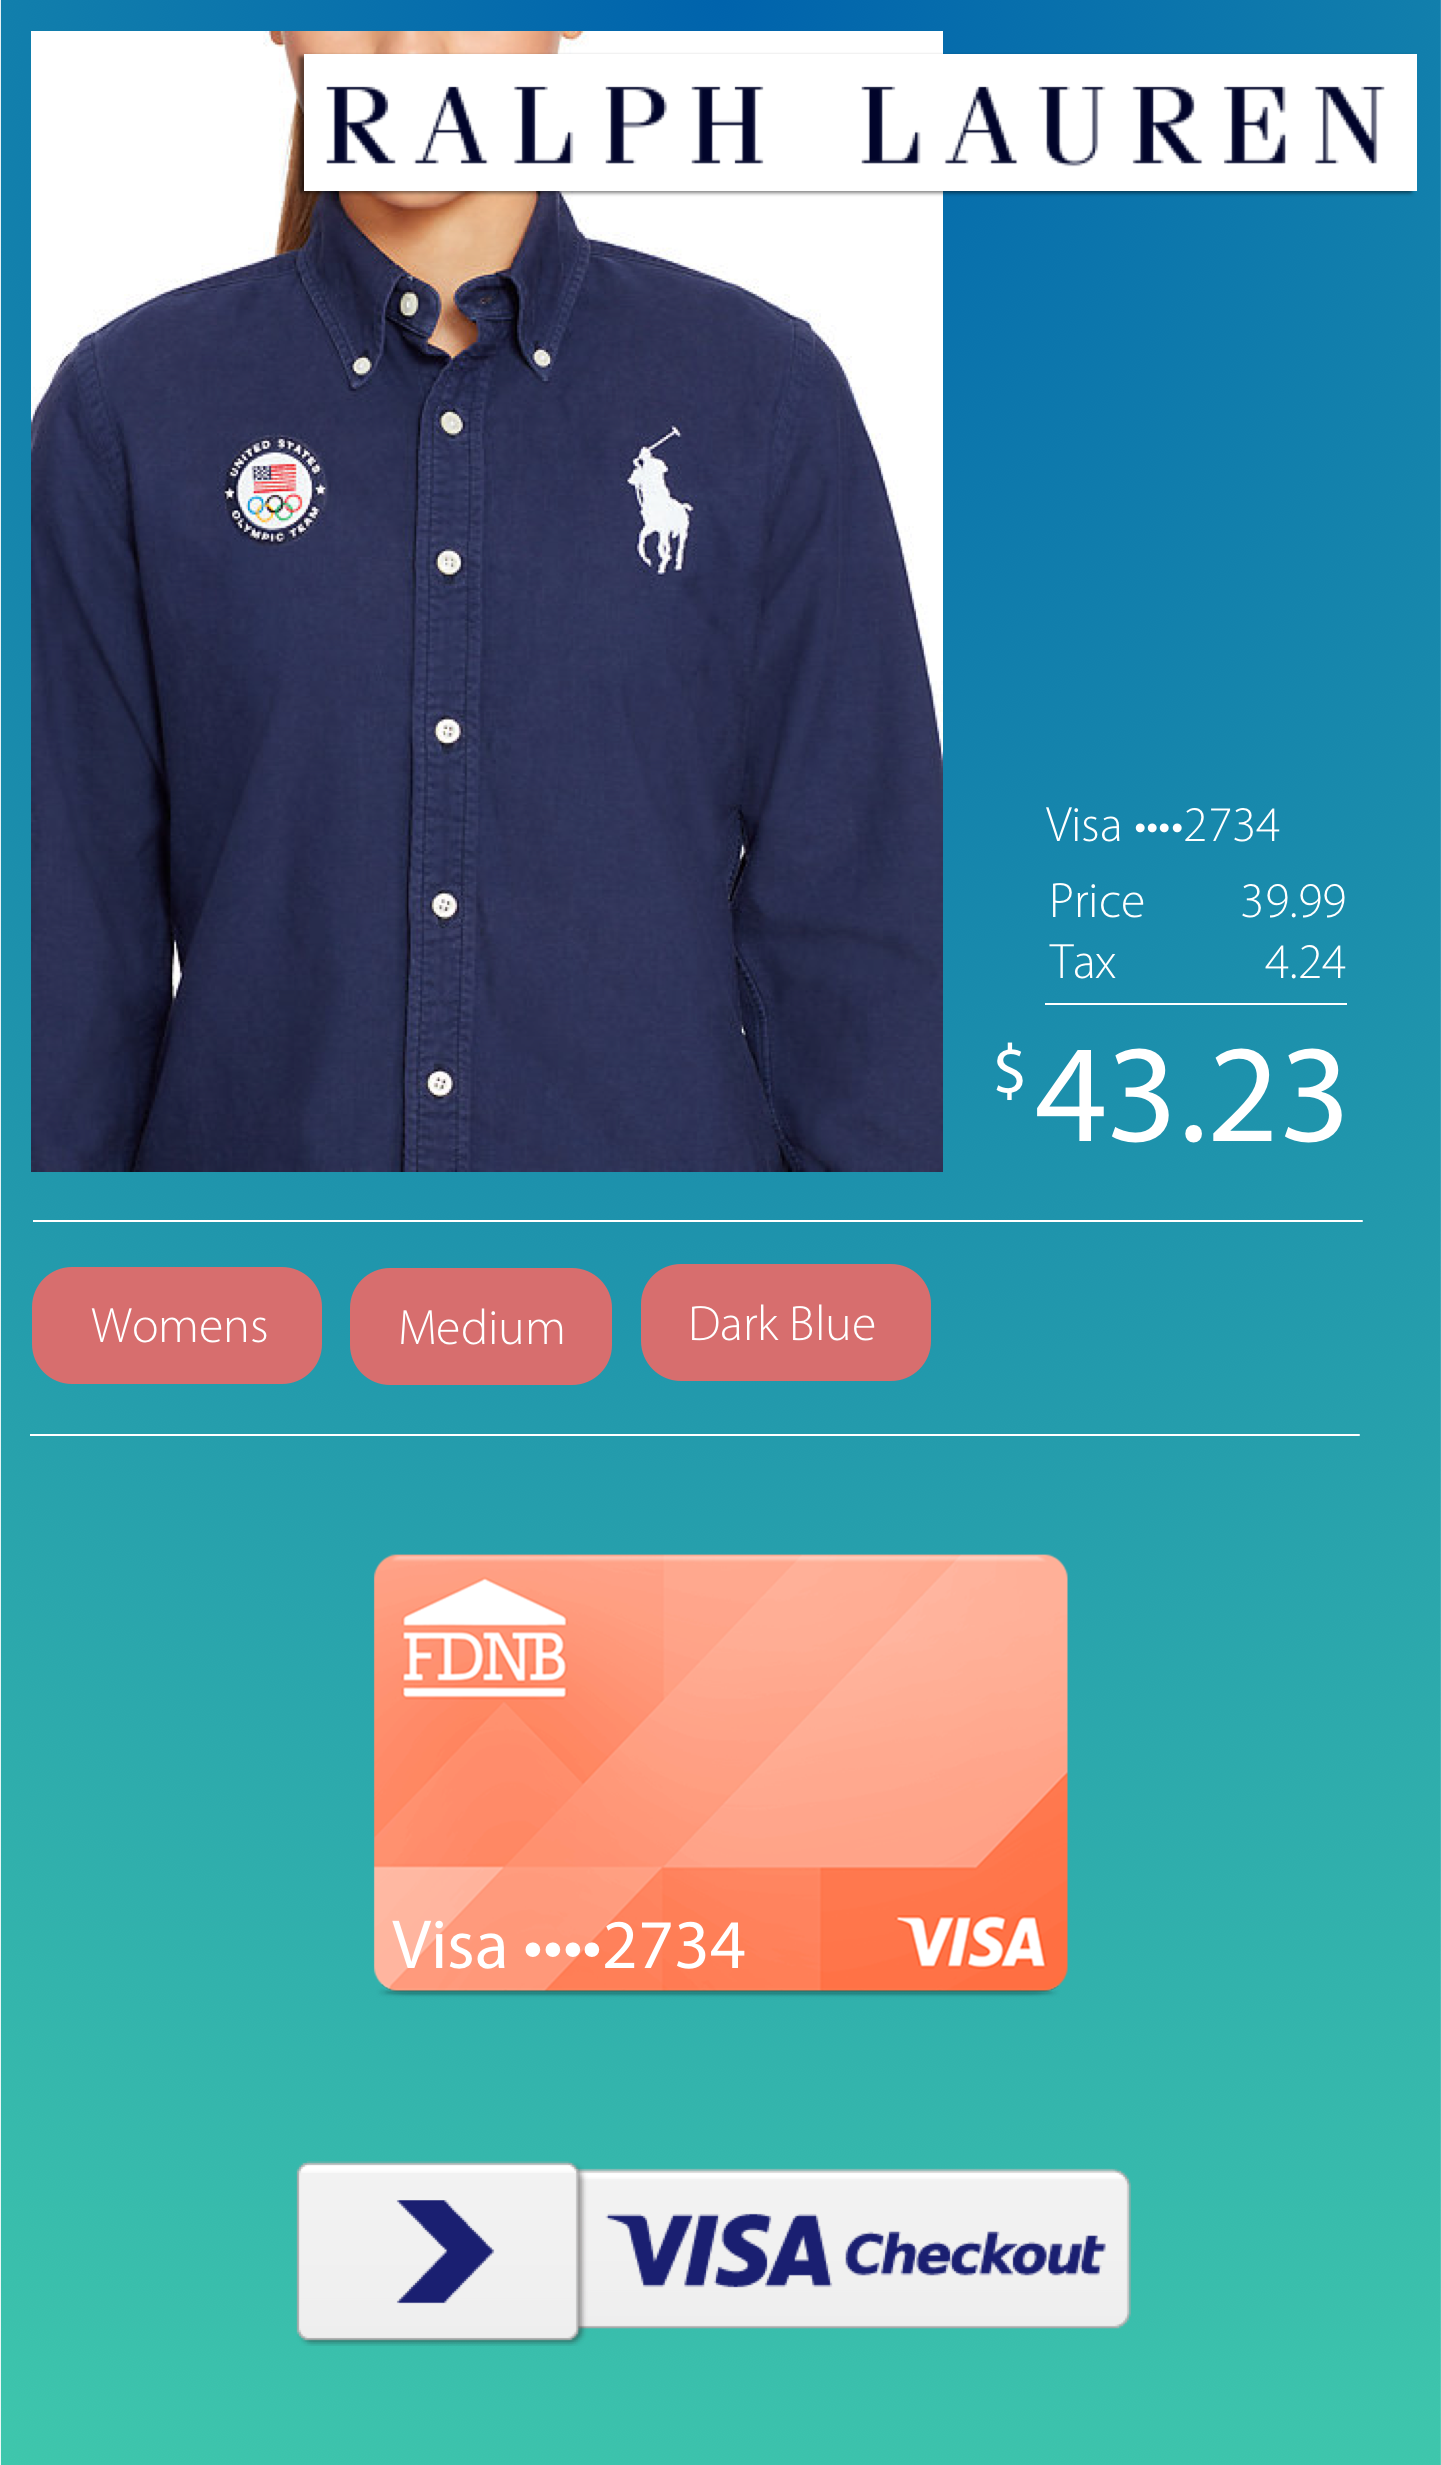 RALPH LAUREN
UNITED STATES
OLYMPIC TEAM
Visa ••••2734
Price 39.99
Tax 4.24
$43.23
Womens Medium Dark Blue
FDNB
Visa ••••2734 VISA
VISA Checkout